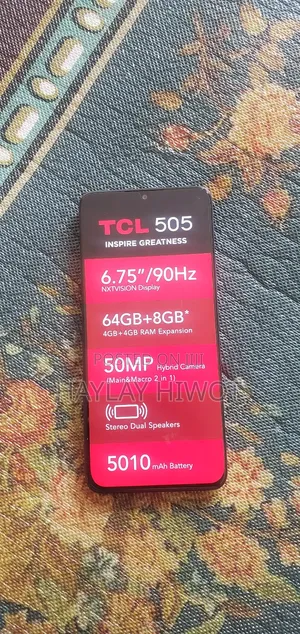 TCL 505
INSPIRE GREATNESS
6.75"/90Hz
NXTVISION Display
64GB+8GB*
4GB+4GB RAM Expansion
50MP Hybrid Camera
(Main&Macro 2 in 1)
Stereo Dual Speakers
5010 mAh Battery